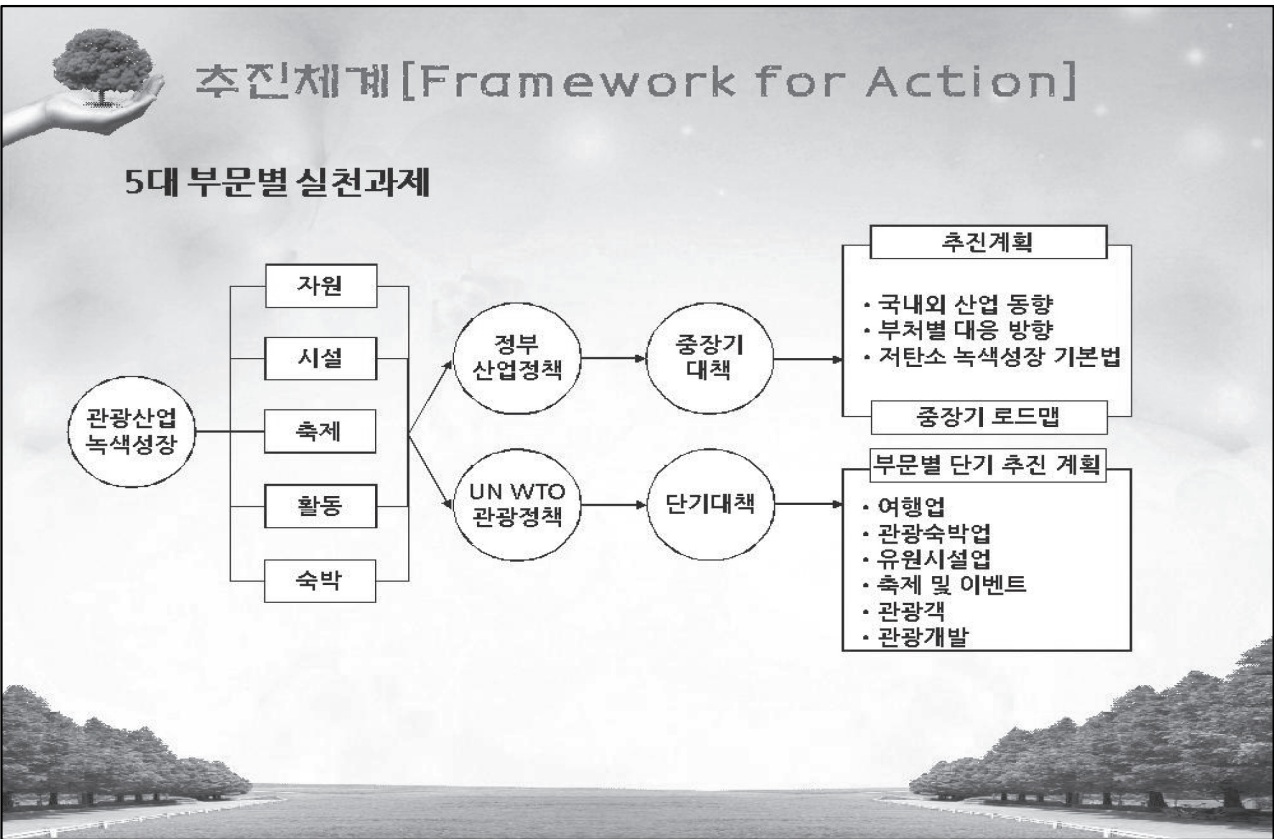 추진체계[Framework for Action]
5대 부문별 실천과제
관광산업
녹색성장
자원
시설
축제
활동
숙박
정부
산업정책
UN WTO
관광정책
중장기
대책
단기대책
추진계획
· 국내외 산업 동향
· 부처별 대응 방향
· 저탄소 녹색성장 기본법
중장기 로드맵
부문별 단기 추진 계획
· 여행업
· 관광숙박업
· 유원시설업
· 축제 및 이벤트
· 관광객
· 관광개발